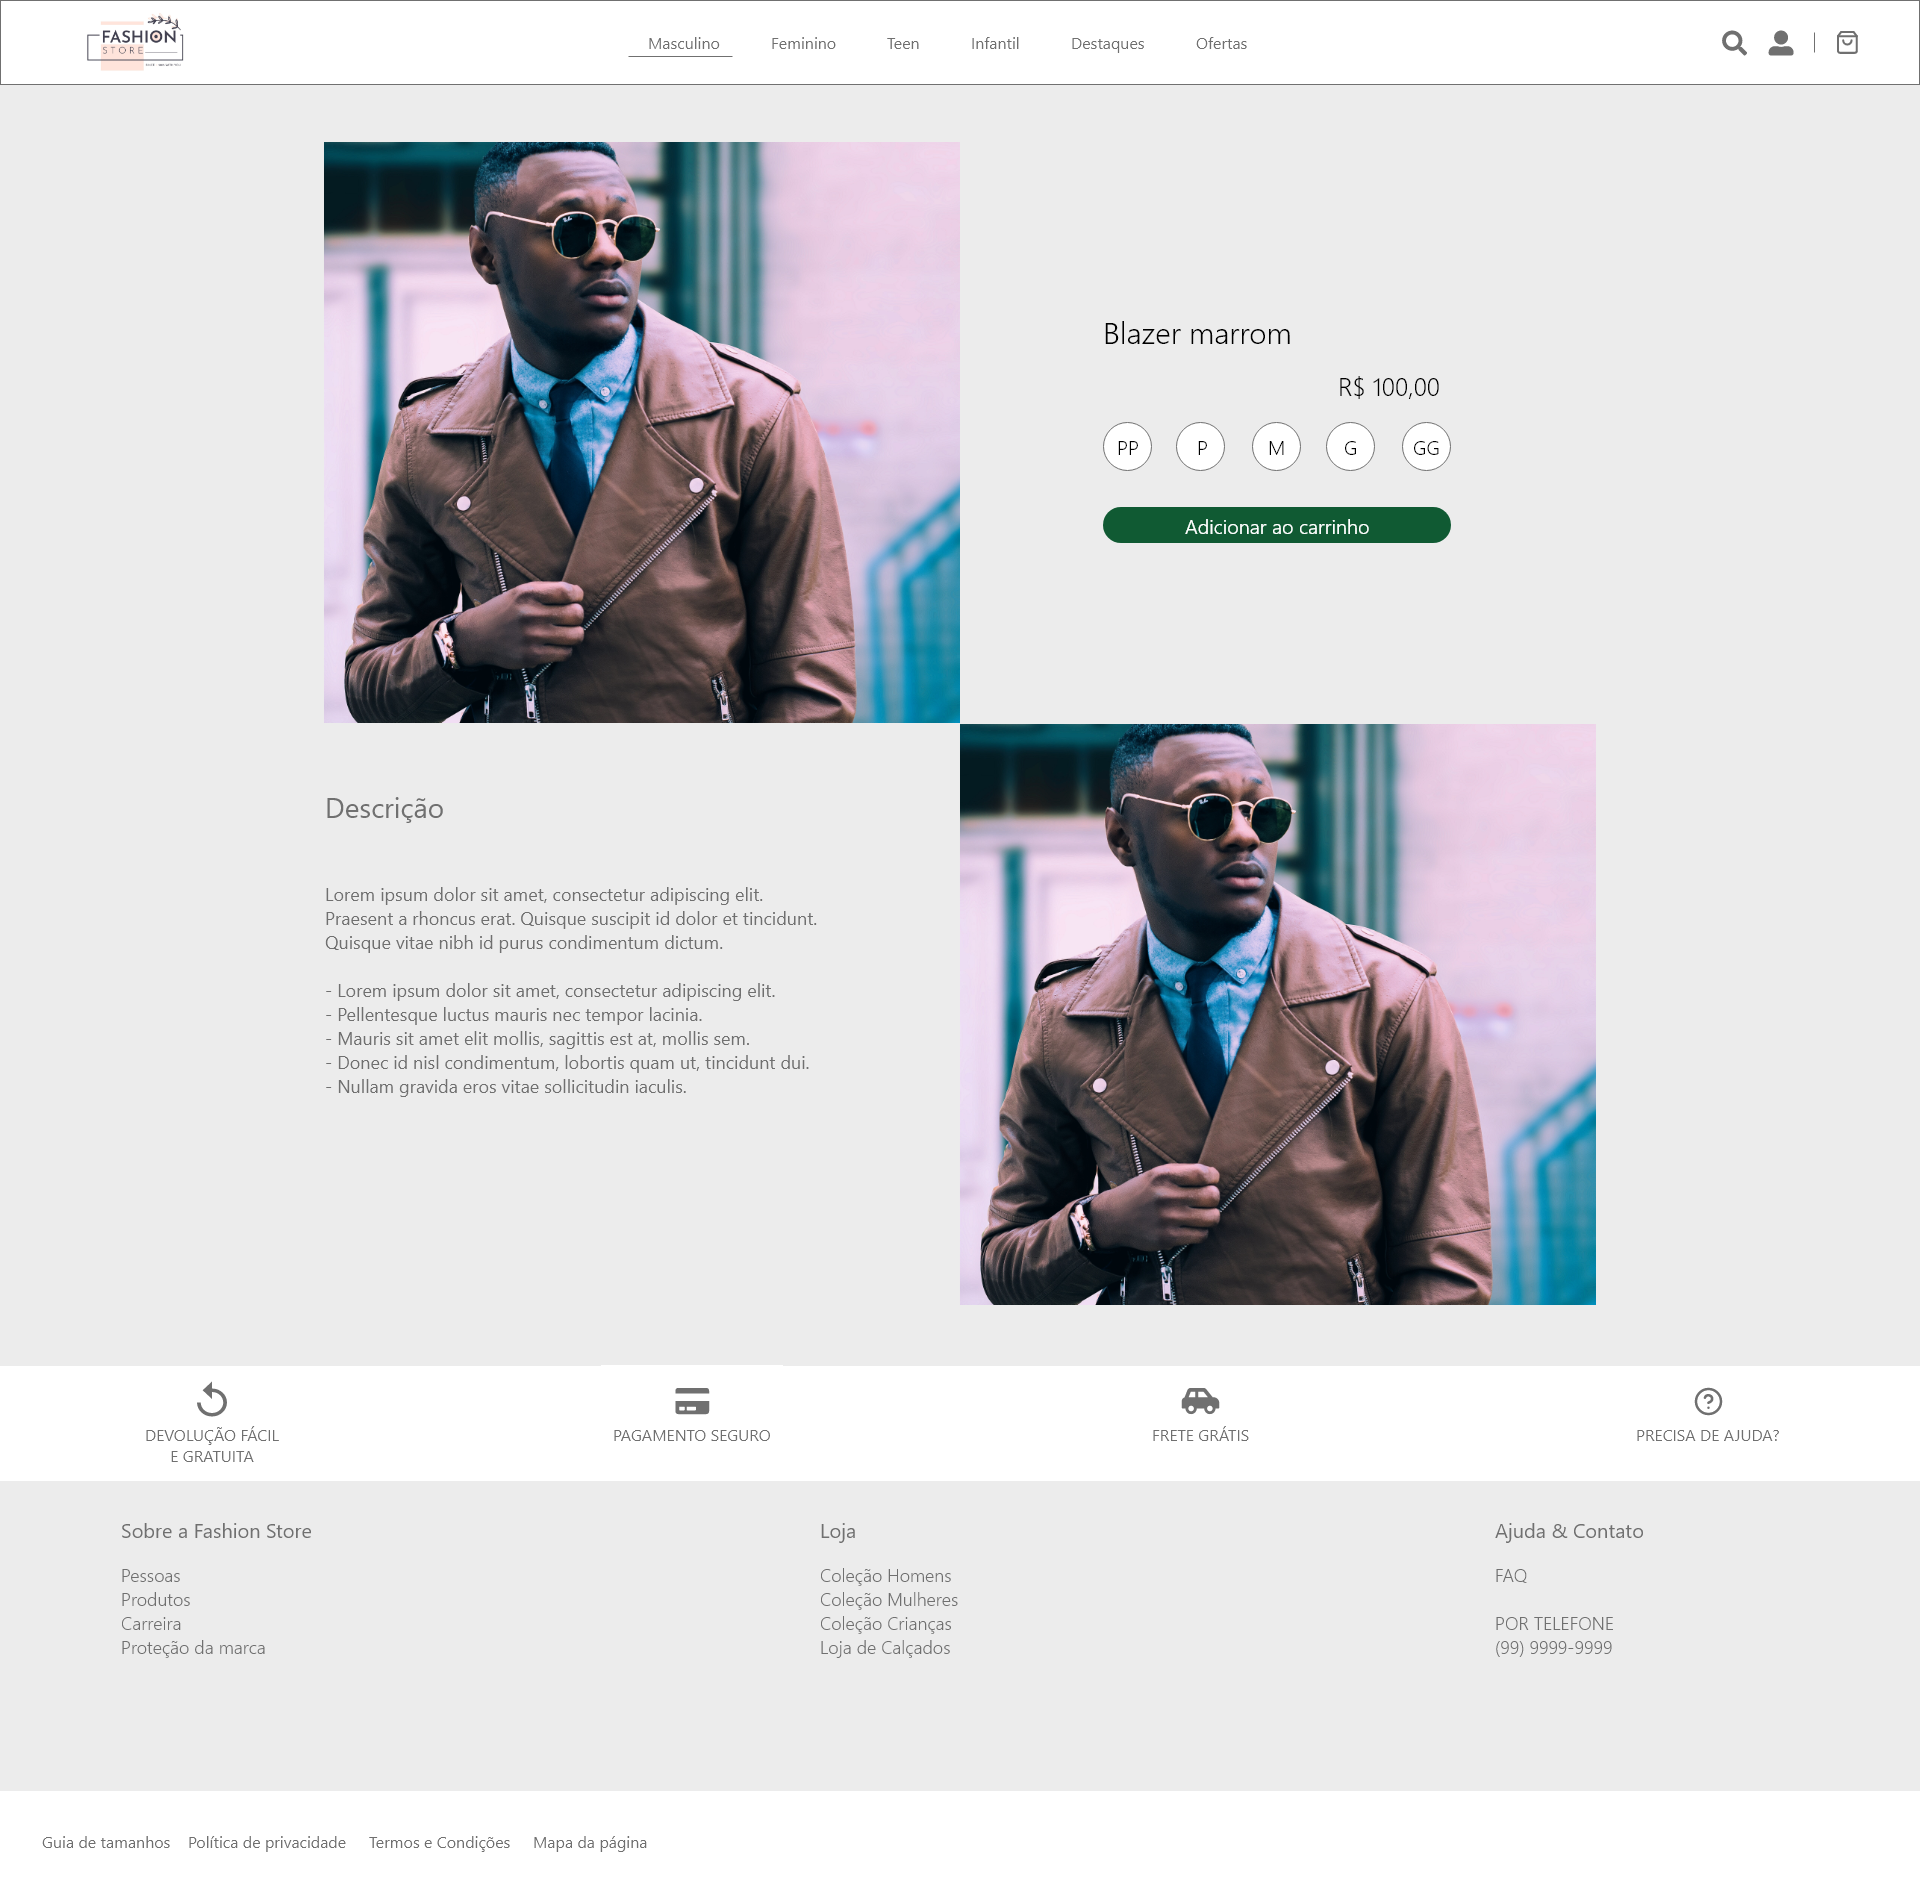 FASHION
STORE
Masculino
Feminino
Teen
Infantil
Destaques
Ofertas
Blazer marrom
R$ 100,00
PP
P
M
G
GG
Adicionar ao carrinho
Descrição
Lorem ipsum dolor sit amet, consectetur adipiscing elit.
Praesent a rhoncus erat. Quisque suscipit id dolor et tincidunt.
Quisque vitae nibh id purus condimentum dictum.
- Lorem ipsum dolor sit amet, consectetur adipiscing elit.
- Pellentesque luctus mauris nec tempor lacinia.
- Mauris sit amet elit mollis, sagittis est at, mollis sem.
- Donec id nisl condimentum, lobortis quam ut, tincidunt dui.
- Nullam gravida eros vitae sollicitudin iaculis.
DEVOLUÇÃO FÁCIL
E GRATUITA
PAGAMENTO SEGURO
FRETE GRÁTIS
PRECISA DE AJUDA?
Sobre a Fashion Store
Pessoas
Produtos
Carreira
Proteção da marca
Loja
Coleção Homens
Coleção Mulheres
Coleção Crianças
Loja de Calçados
Ajuda & Contato
FAQ
POR TELEFONE
(99) 9999-9999
Guia de tamanhos
Política de privacidade
Termos e Condições
Mapa da página